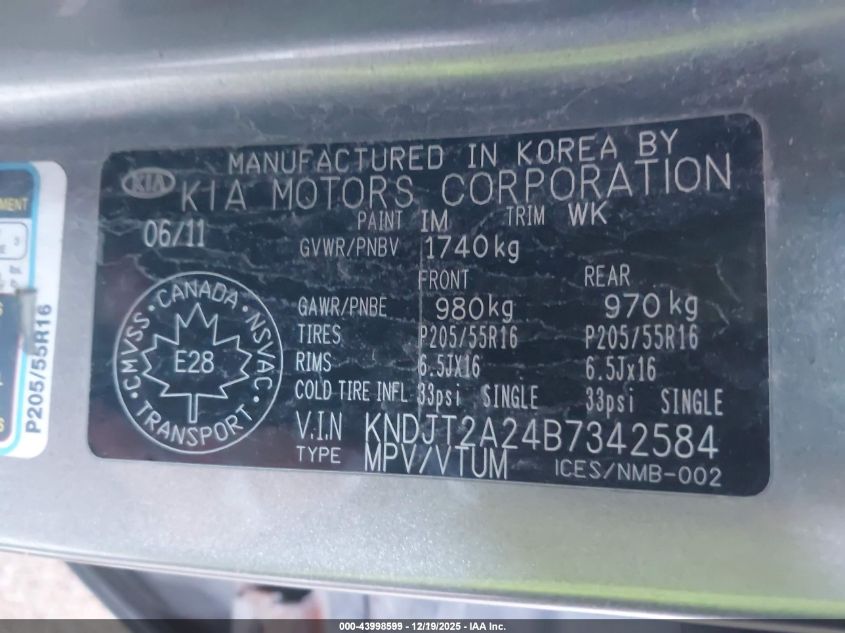 MANUFACTURED IN KOREA BY
KIA KIA MOTORS CORPORATION
06/11 PAINT IM TRIM WK
GVWR/PNBV 1740kg
FRONT REAR
GAWR/PNBE 980kg 970kg
TIRES P205/55R16 P205/55R16
RIMS 6.5JX16 6.5Jx16
COLD TIRE INFL 33psi SINGLE 33psi SINGLE
V.I.N KNDJT2A24B7342584
TYPE MPV/VTUM ICES/NMB-002
CANADA · NSVAC · TRANSPORT · CMVSS ·
E28
MENT
P205/55R16
000-43998599 - 12/19/2025 - IAA Inc.